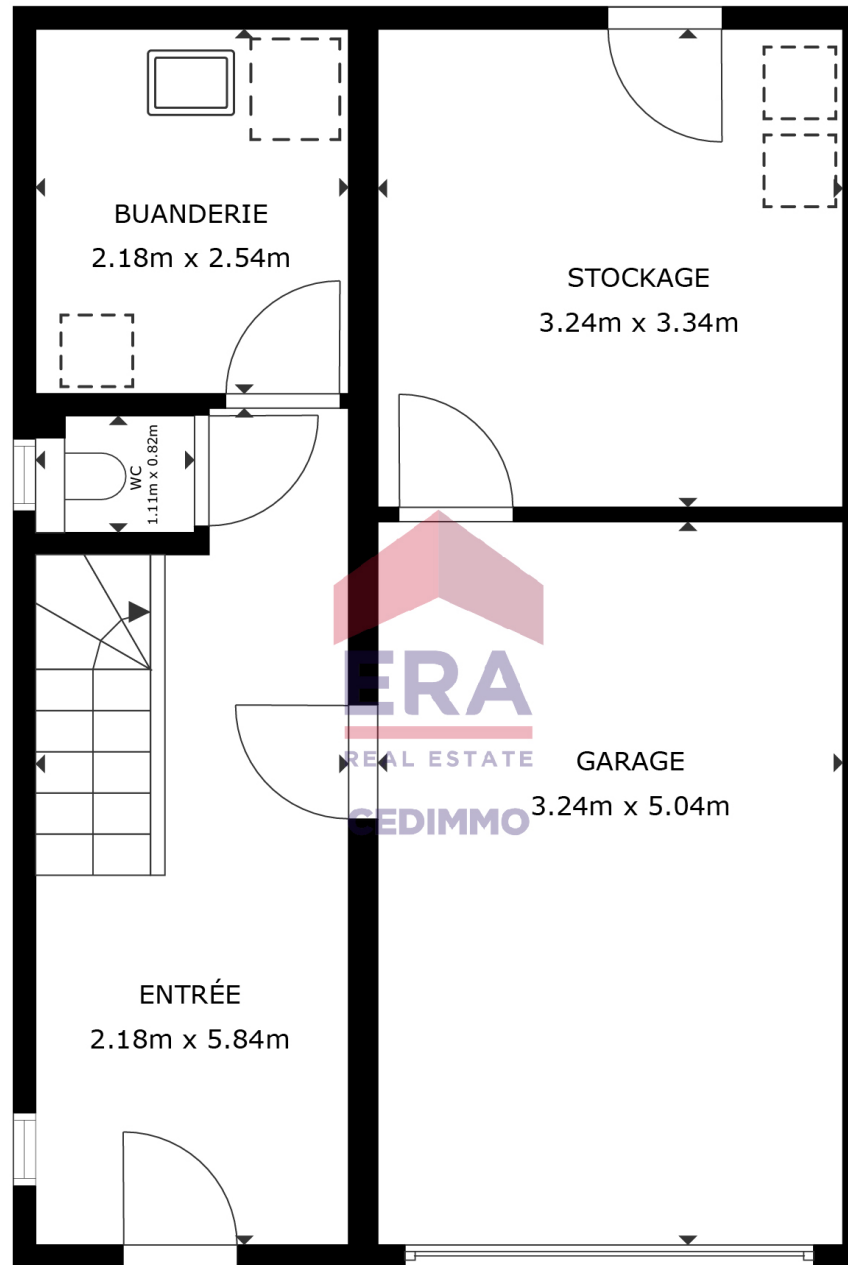 BUANDERIE
2.18m x 2.54m
STOCKAGE
3.24m x 3.34m
WC
1.11m x 0.82m
ERA
REAL ESTATE
CEDIMMO
GARAGE
3.24m x 5.04m
ENTRÉE
2.18m x 5.84m